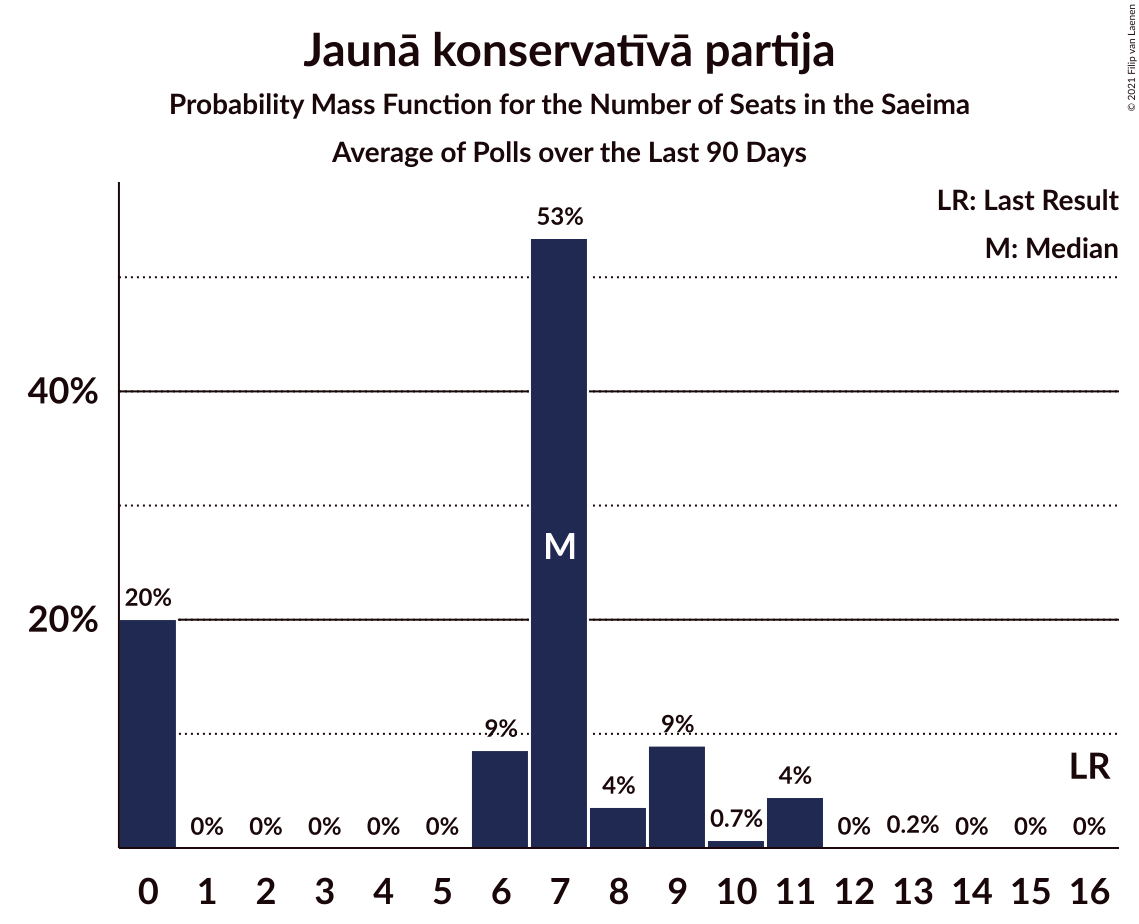 Jaunā konservatīvā partija
Probability Mass Function for the Number of Seats in the Saeima
Average of Polls over the Last 90 Days
© 2021 Filip van Laenen
LR: Last Result
M: Median
53%
40%
M
20%
20%
9%
9%
LR
4%
4%
0.7%
0% 0% 0% 0% 0% 0% 0.2% 0% 0% 0%
0 1 2 3 4 5 6 7 8 9 10 11 12 13 14 15 16